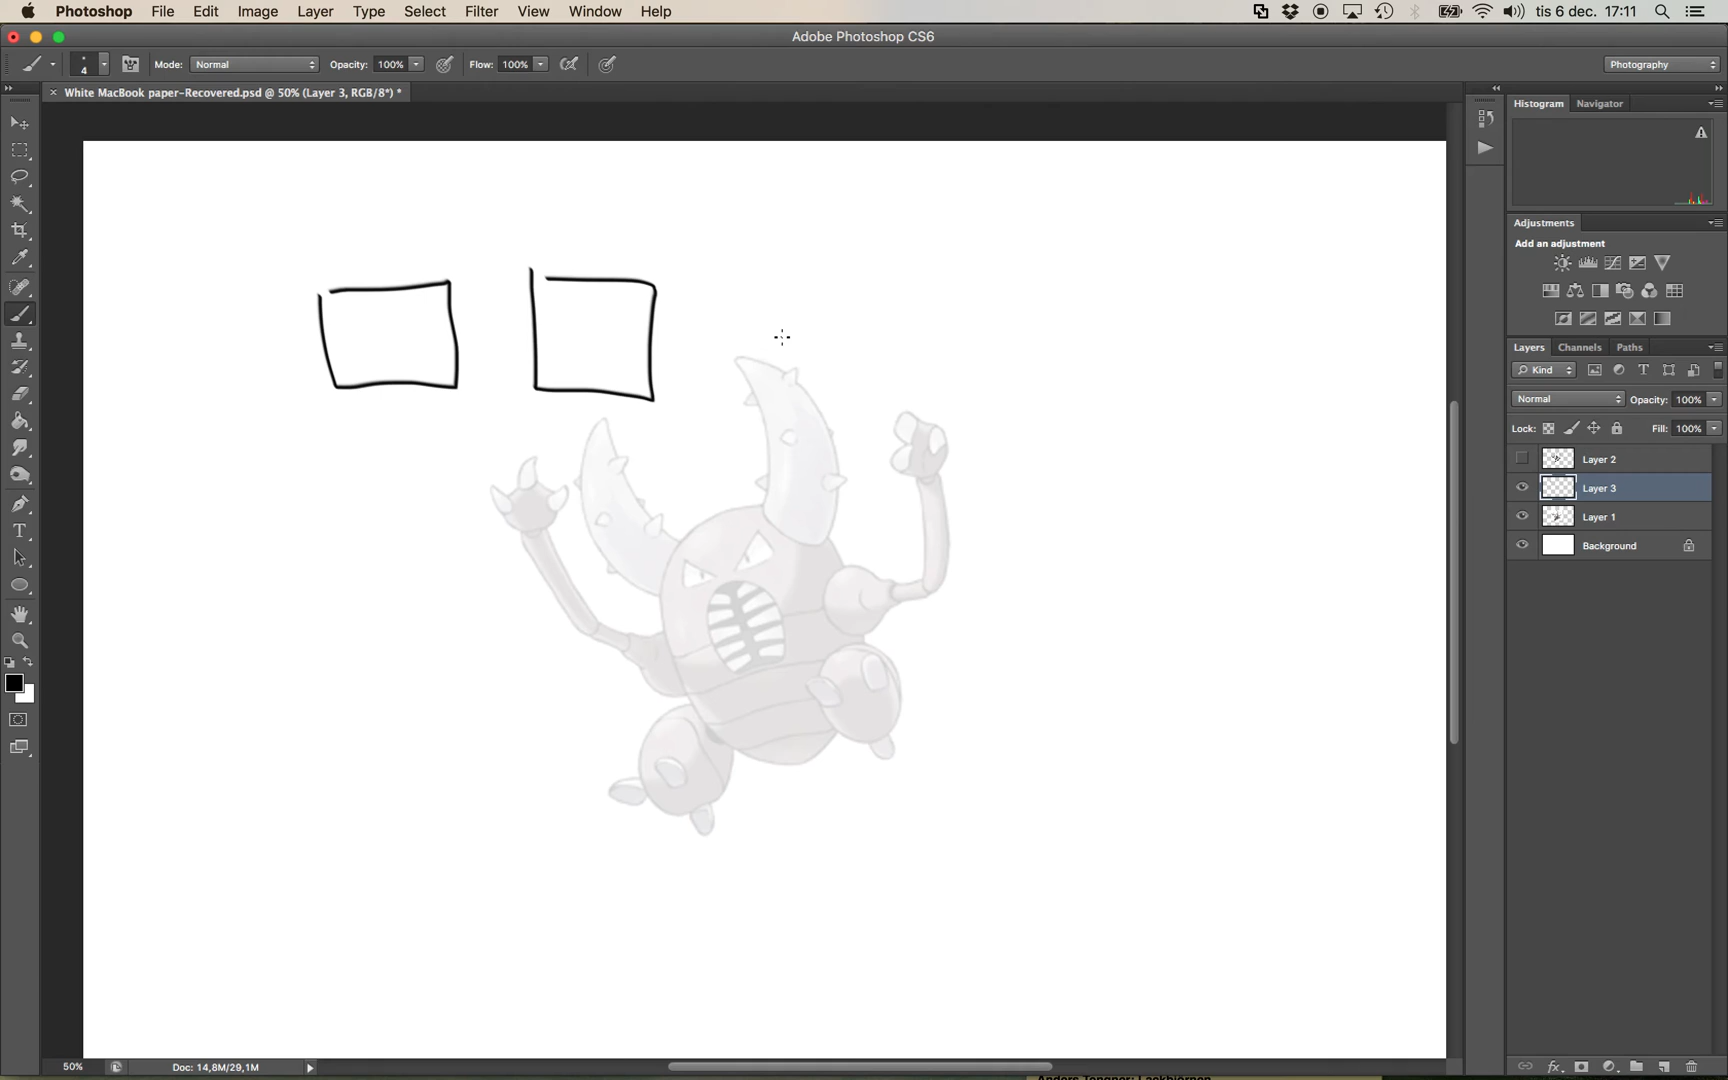 Photoshop File Edit Image Layer Type Select Filter View Window Help tis 6 dec. 17:11
Adobe Photoshop CS6
4 Mode: Normal Opacity: 100% Flow: 100% Photography
White MacBook paper-Recovered.psd @ 50% (Layer 3, RGB/8*) *
Histogram Navigator
Adjustments
Add an adjustment
Layers Channels Paths
Kind
Normal Opacity: 100%
Lock: Fill: 100%
Layer 2
Layer 3
Layer 1
Background
50% Doc: 14,8M/29,1M